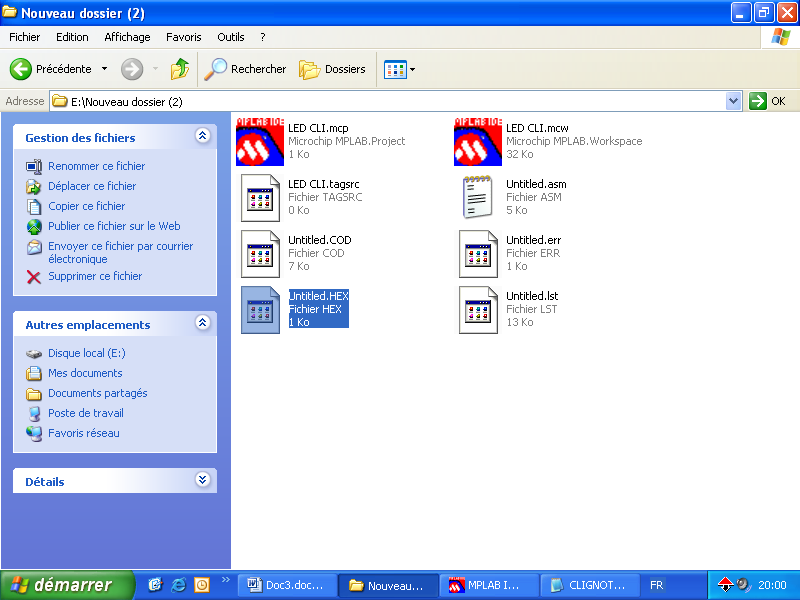 Nouveau dossier (2)
Fichier Edition Affichage Favoris Outils ?
Précédente Rechercher Dossiers
Adresse E:\Nouveau dossier (2) OK
Gestion des fichiers
Renommer ce fichier
Déplacer ce fichier
Copier ce fichier
Publier ce fichier sur le Web
Envoyer ce fichier par courrier
électronique
Supprimer ce fichier
Autres emplacements
Disque local (E:)
Mes documents
Documents partagés
Poste de travail
Favoris réseau
Détails
MPLAB IDE
LED CLI.mcp
Microchip MPLAB.Project
1 Ko
MPLAB IDE
LED CLI.mcw
Microchip MPLAB.Workspace
32 Ko
LED CLI.tagsrc
Fichier TAGSRC
0 Ko
Untitled.asm
Fichier ASM
5 Ko
Untitled.COD
Fichier COD
7 Ko
Untitled.err
Fichier ERR
1 Ko
Untitled.HEX
Fichier HEX
1 Ko
Untitled.lst
Fichier LST
13 Ko
démarrer Doc3.doc... Nouveau... MPLAB I... CLIGNOT... FR 20:00